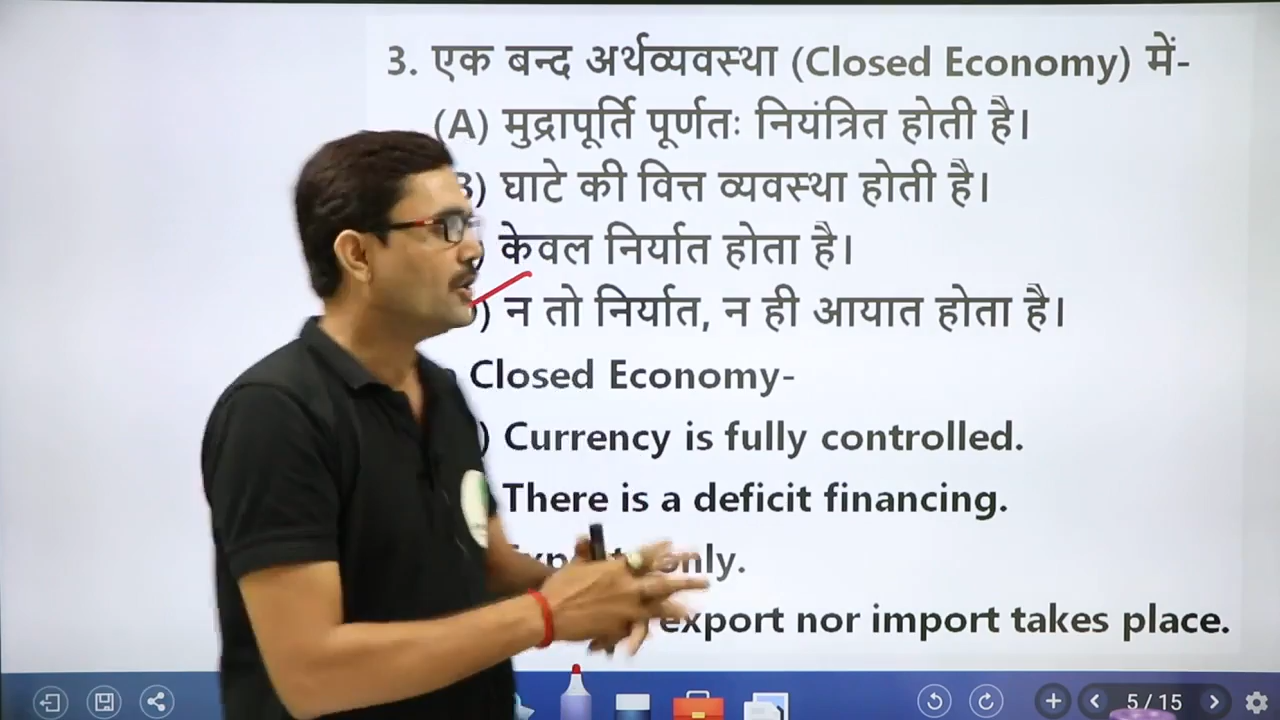 3. एक बन्द अर्थव्यवस्था (Closed Economy) में-
(A) मुद्रापूर्ति पूर्णतः नियंत्रित होती है।
) घाटे की वित्त व्यवस्था होती है।
) केवल निर्यात होता है।
) न तो निर्यात, न ही आयात होता है।
Closed Economy-
) Currency is fully controlled.
There is a deficit financing.
only.
export nor import takes place.
5 / 15